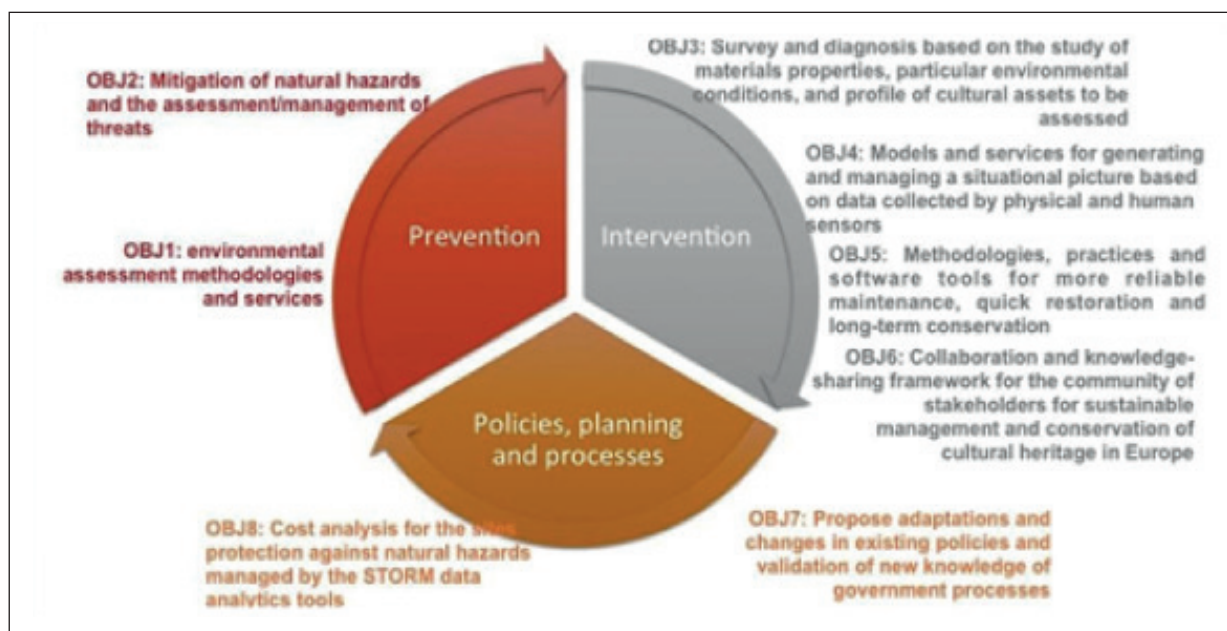 OBJ2: Mitigation of natural hazards
and the assessment/management of
threats
OBJ1: environmental
assessment methodologies
and services
Prevention
Intervention
Policies, planning
and processes
OBJ3: Survey and diagnosis based on the study of
materials properties, particular environmental
conditions, and profile of cultural assets to be
assessed
OBJ4: Models and services for generating
and managing a situational picture based
on data collected by physical and human
sensors
OBJ5: Methodologies, practices and
software tools for more reliable
maintenance, quick restoration and
long-term conservation
OBJ6: Collaboration and knowledge-
sharing framework for the community of
stakeholders for sustainable
management and conservation of
cultural heritage in Europe
OBJ7: Propose adaptations and
changes in existing policies and
validation of new knowledge of
government processes
OBJ8: Cost analysis for the sites
protection against natural hazards
managed by the STORM data
analytics tools